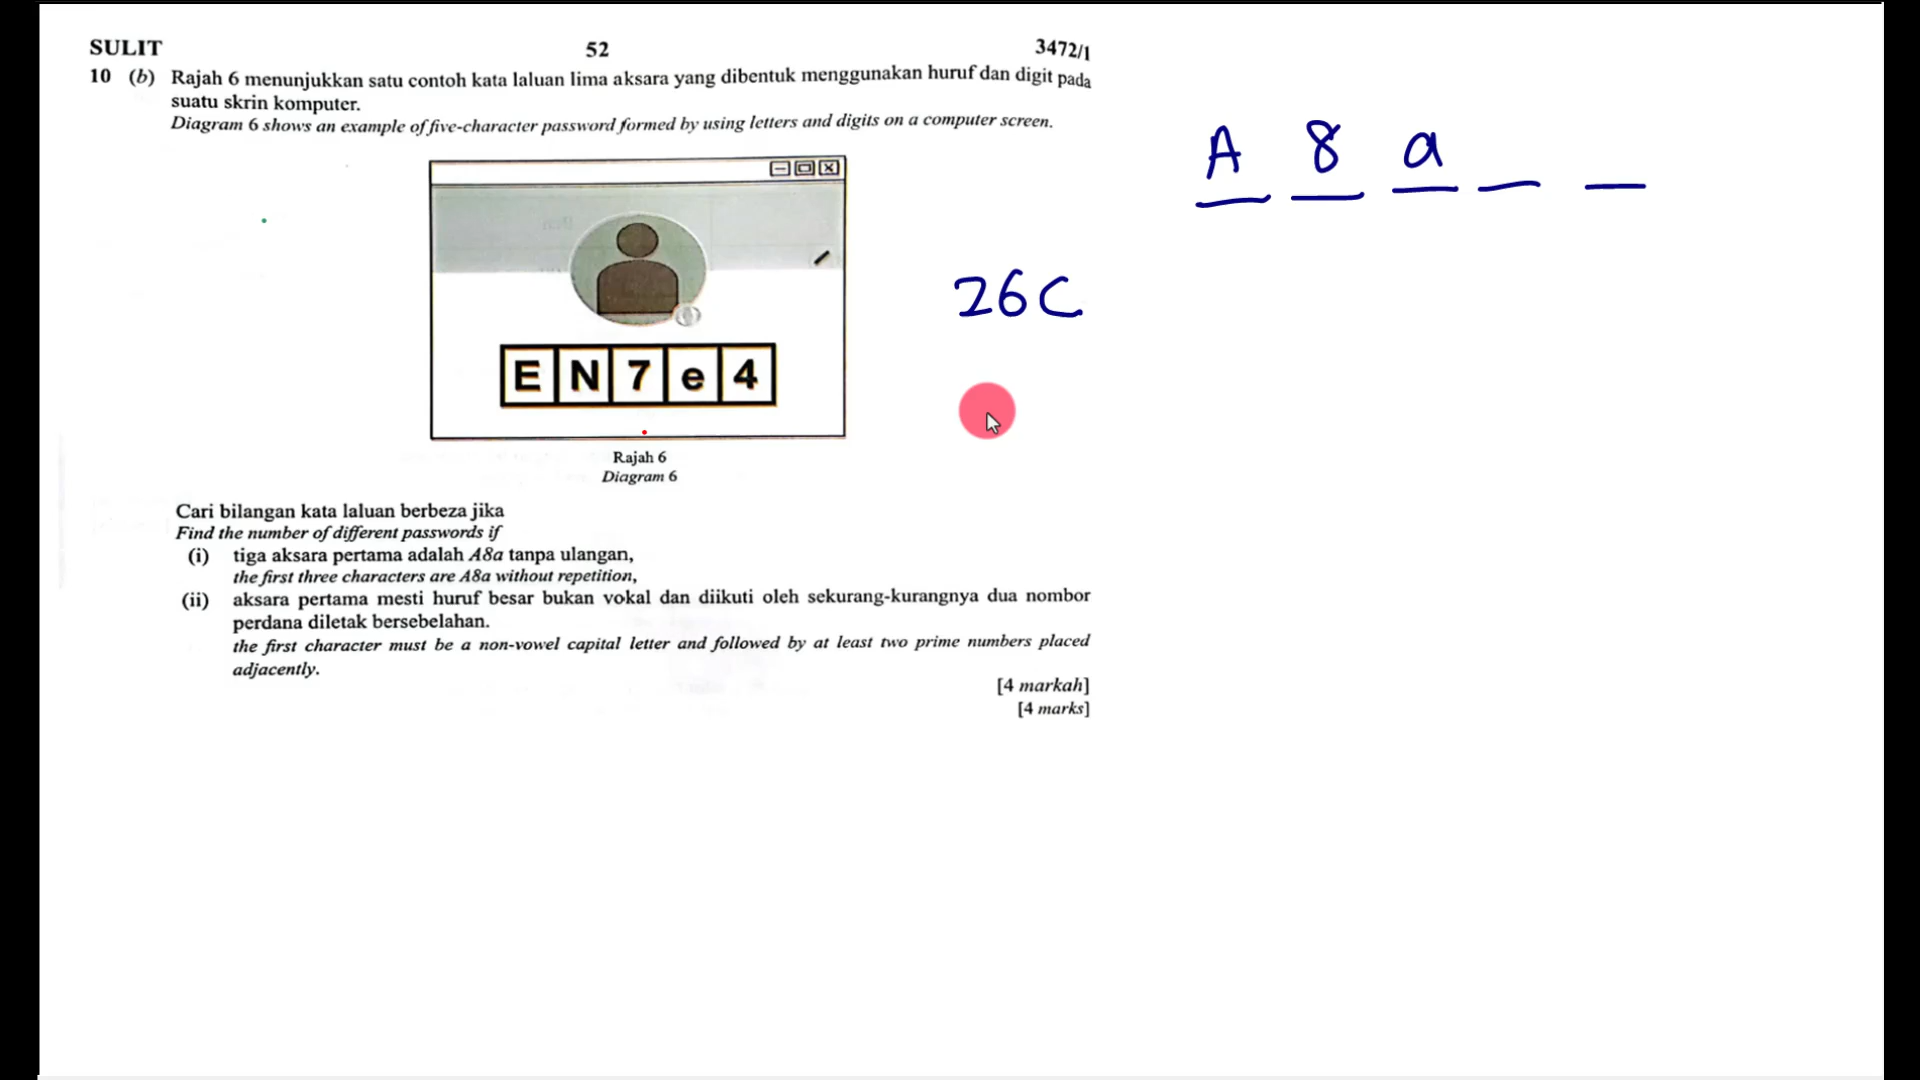 SULIT 52 3472/1
10 (b) Rajah 6 menunjukkan satu contoh kata laluan lima aksara yang dibentuk menggunakan huruf dan digit pada
suatu skrin komputer.
Diagram 6 shows an example of five-character password formed by using letters and digits on a computer screen.
A 8 a
26C
E N 7 e 4
Rajah 6
Diagram 6
Cari bilangan kata laluan berbeza jika
Find the number of different passwords if
(i) tiga aksara pertama adalah A8a tanpa ulangan,
the first three characters are A8a without repetition,
(ii) aksara pertama mesti huruf besar bukan vokal dan diikuti oleh sekurang-kurangnya dua nombor
perdana diletak bersebelahan.
the first character must be a non-vowel capital letter and followed by at least two prime numbers placed
adjacently.
[4 markah]
[4 marks]